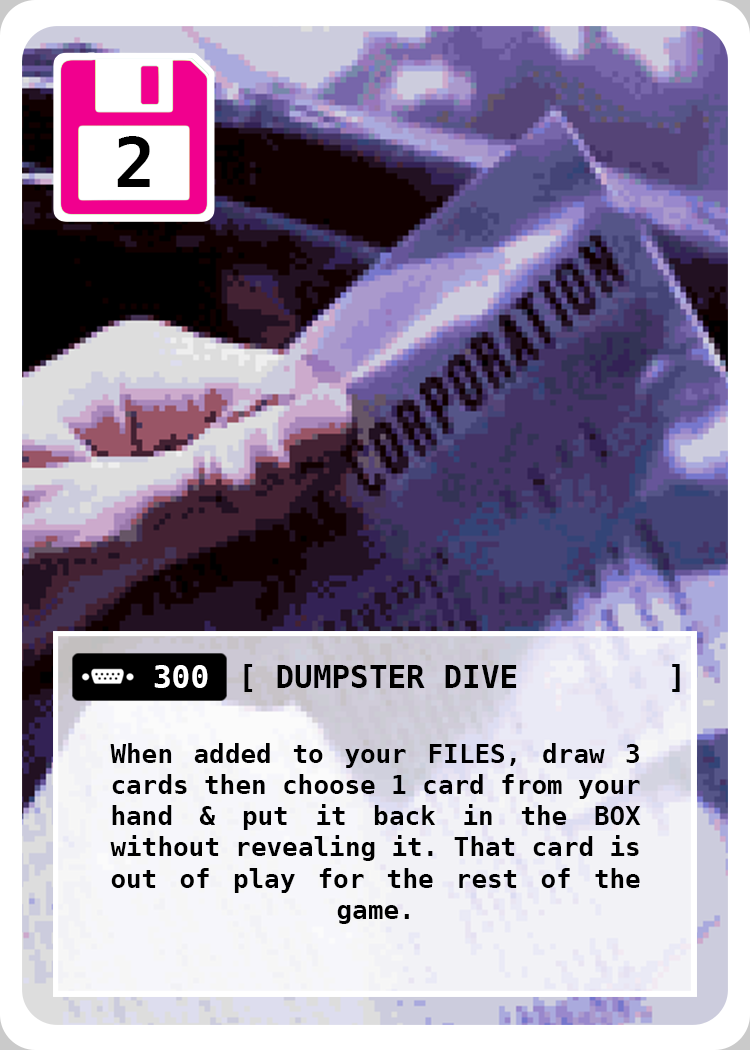 2
CORPORATION
300 [ DUMPSTER DIVE ]
When added to your FILES, draw 3
cards then choose 1 card from your
hand & put it back in the BOX
without revealing it. That card is
out of play for the rest of the
game.